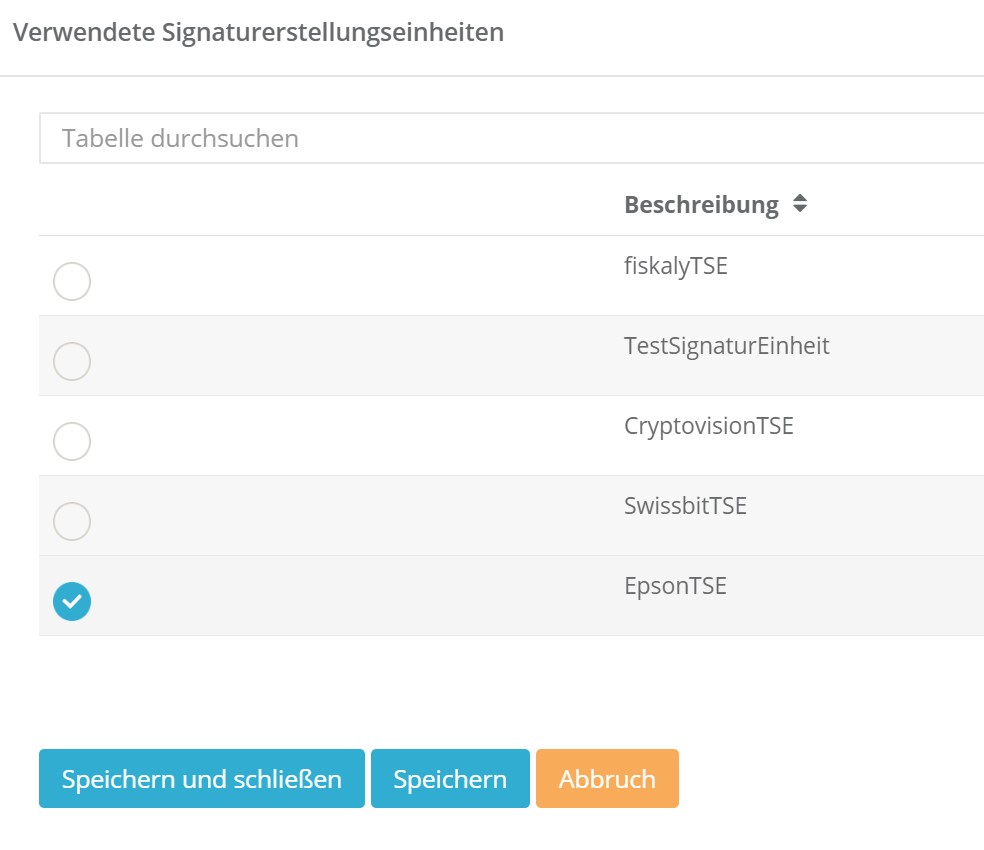 Verwendete Signaturerstellungseinheiten
Tabelle durchsuchen
Beschreibung
fiskalyTSE
TestSignaturEinheit
CryptovisionTSE
SwissbitTSE
EpsonTSE
Speichern und schließen Speichern Abbruch